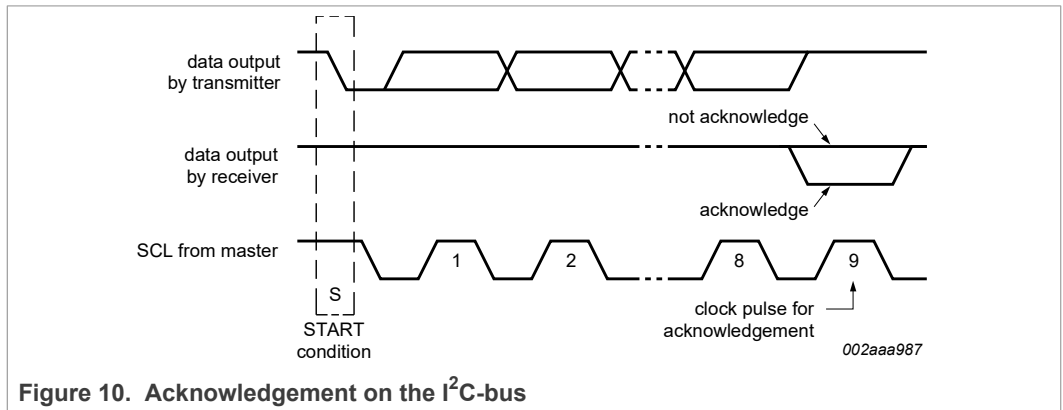 data output
by transmitter
not acknowledge
data output
by receiver
acknowledge
SCL from master
1
2
8
9
S
START
condition
clock pulse for
acknowledgement
002aaa987
Figure 10. Acknowledgement on the I²C-bus